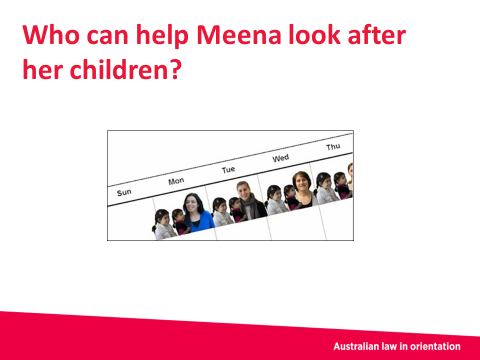 Who can help Meena look after
her children?
Sun
Mon
Tue
Wed
Thu
Australian law in orientation